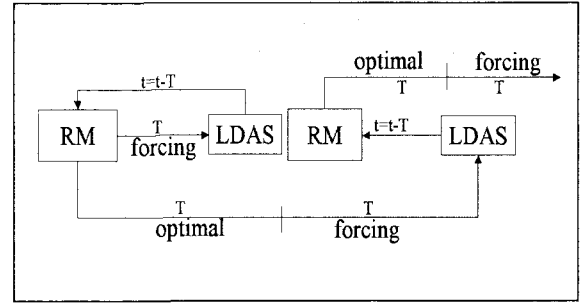 optimal forcing
t=t-T T T
RM T LDAS RM t=t-T LDAS
forcing
T T
optimal forcing